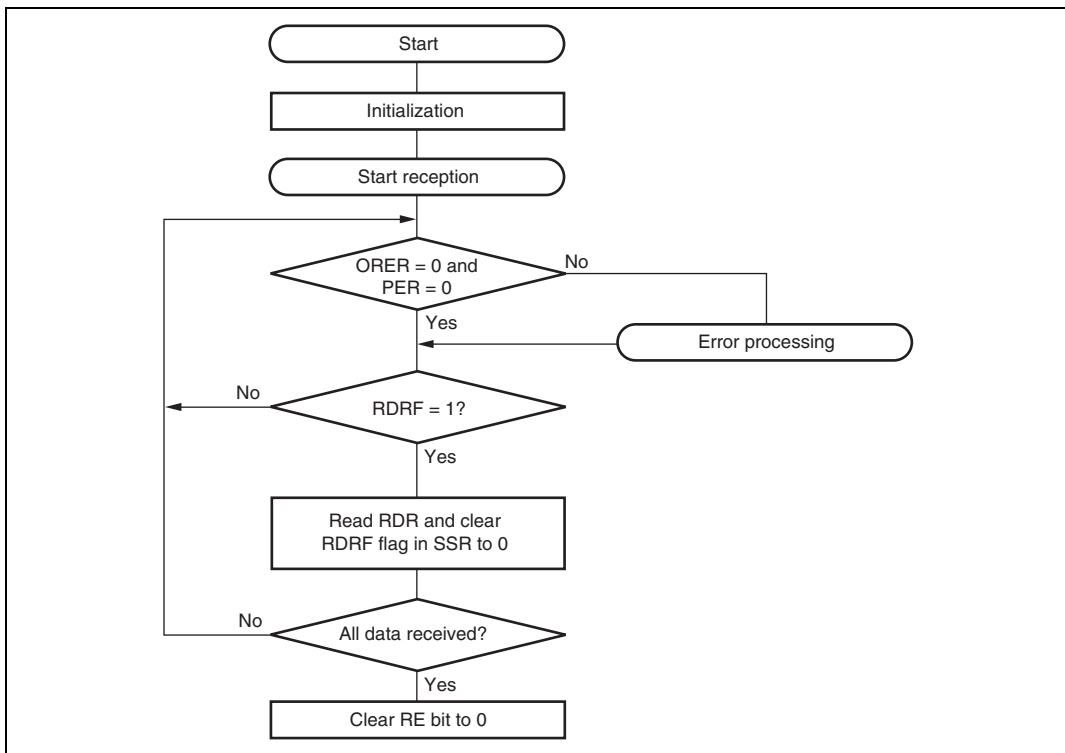 Start
Initialization
Start reception
ORER = 0 and
PER = 0
No
Yes
Error processing
No
RDRF = 1?
Yes
Read RDR and clear
RDRF flag in SSR to 0
No
All data received?
Yes
Clear RE bit to 0